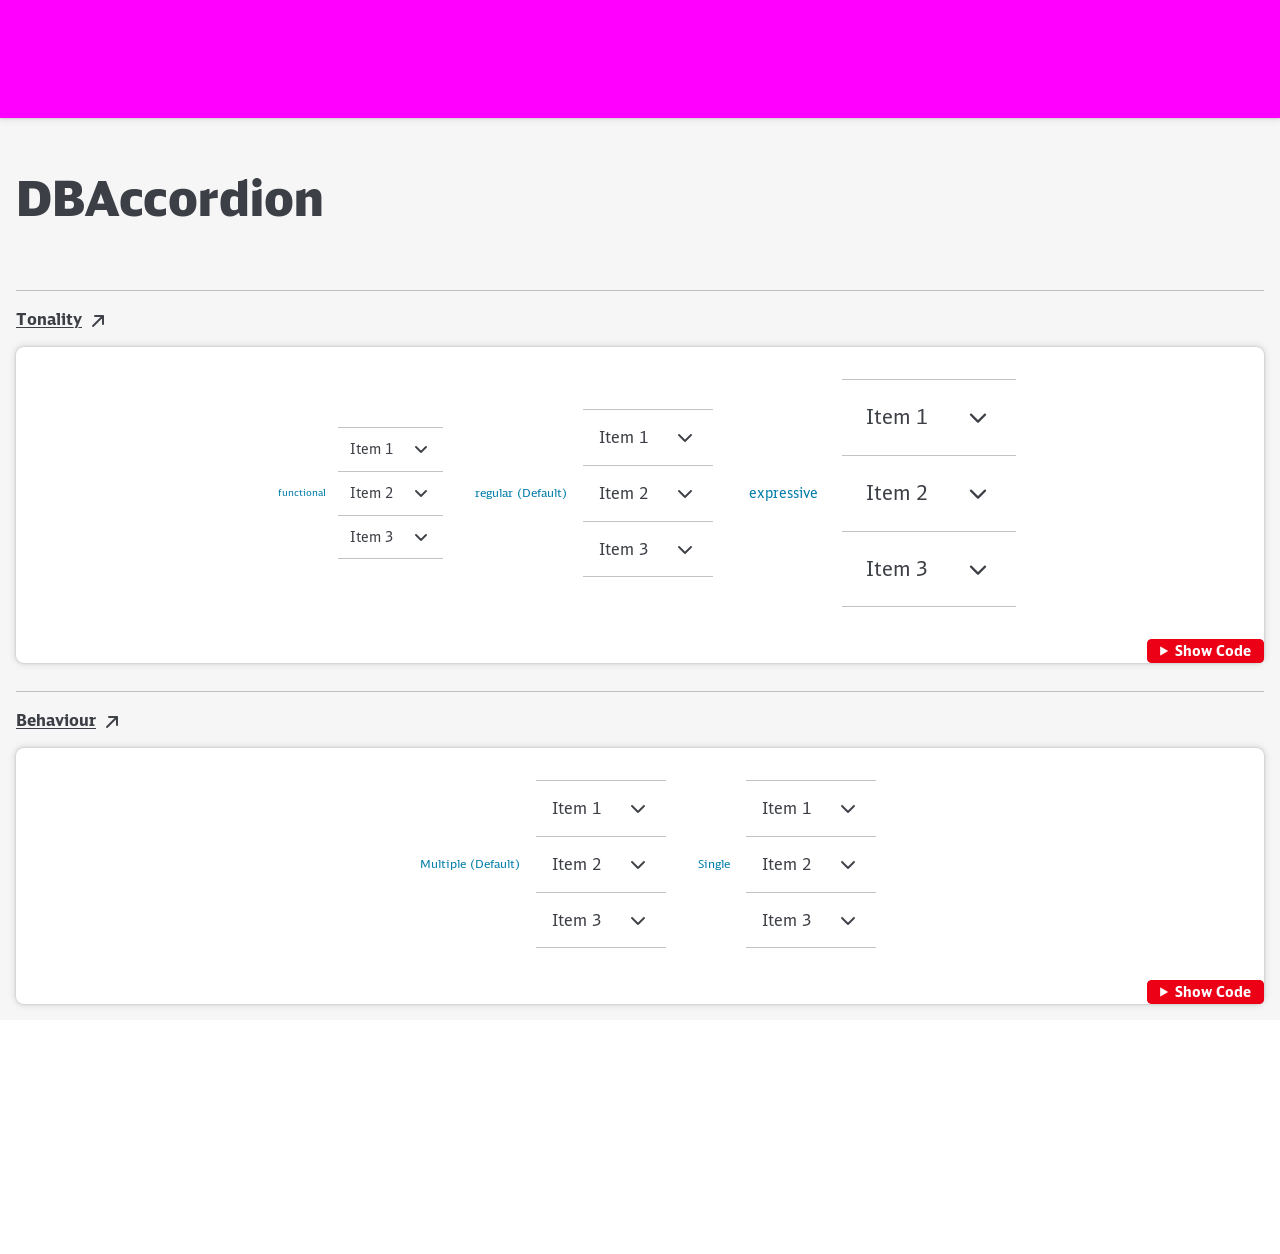 DBAccordion
Tonality
functional
Item 1
Item 2
Item 3
regular (Default)
Item 1
Item 2
Item 3
expressive
Item 1
Item 2
Item 3
Show Code
Behaviour
Multiple (Default)
Item 1
Item 2
Item 3
Single
Item 1
Item 2
Item 3
Show Code